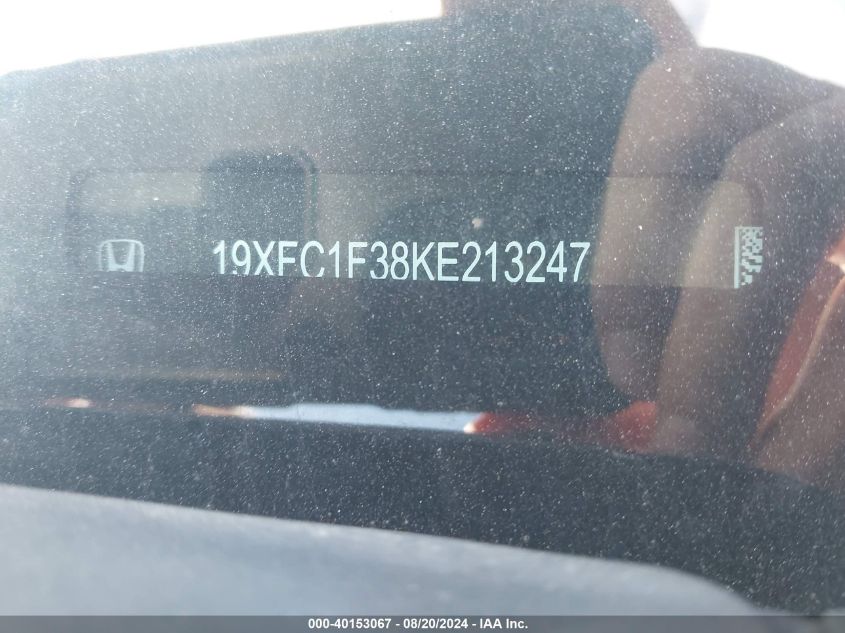 19XFC1F38KE213247
000-40153067 - 08/20/2024 - IAA Inc.